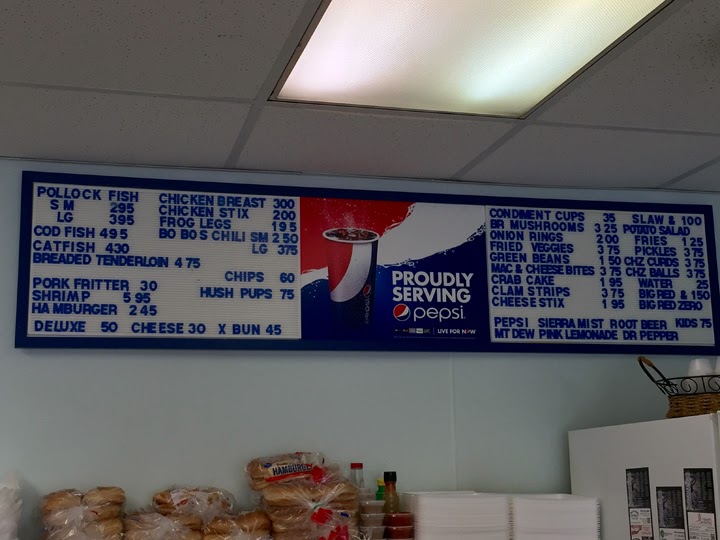 POLLOCK FISH
SM 295
LG 395
COD FISH 495
CATFISH 430
BREADED TENDERLOIN 475
PORK FRITTER 30
SHRIMP 595
HAMBURGER 245
DELUXE 50 CHEESE 30 X BUN 45
CHICKEN BREAST 300
CHICKEN STIX 200
FROG LEGS 195
BO BO S CHILI SM 250
LG 375
CHIPS 60
HUSH PUPS 75
PROUDLY
SERVING
pepsi
LIVE FOR NOW
CONDIMENT CUPS 35
BR MUSHROOMS 325
ONION RINGS 200
FRIED VEGGIES 375
GREEN BEANS 150
MAC & CHEESE BITES 375
CRAB CAKE 195
CLAM STRIPS 375
CHEESE STIX 195
SLAW & 100
POTATO SALAD
FRIES 125
PICKLES 375
CHZ CURDS 375
CHZ BALLS 375
WATER 25
BIG RED & 150
BIG RED ZERO
PEPSI SIERRA MIST ROOT BEER KIDS 75
MT DEW PINK LEMONADE DR PEPPER
HAMBURG